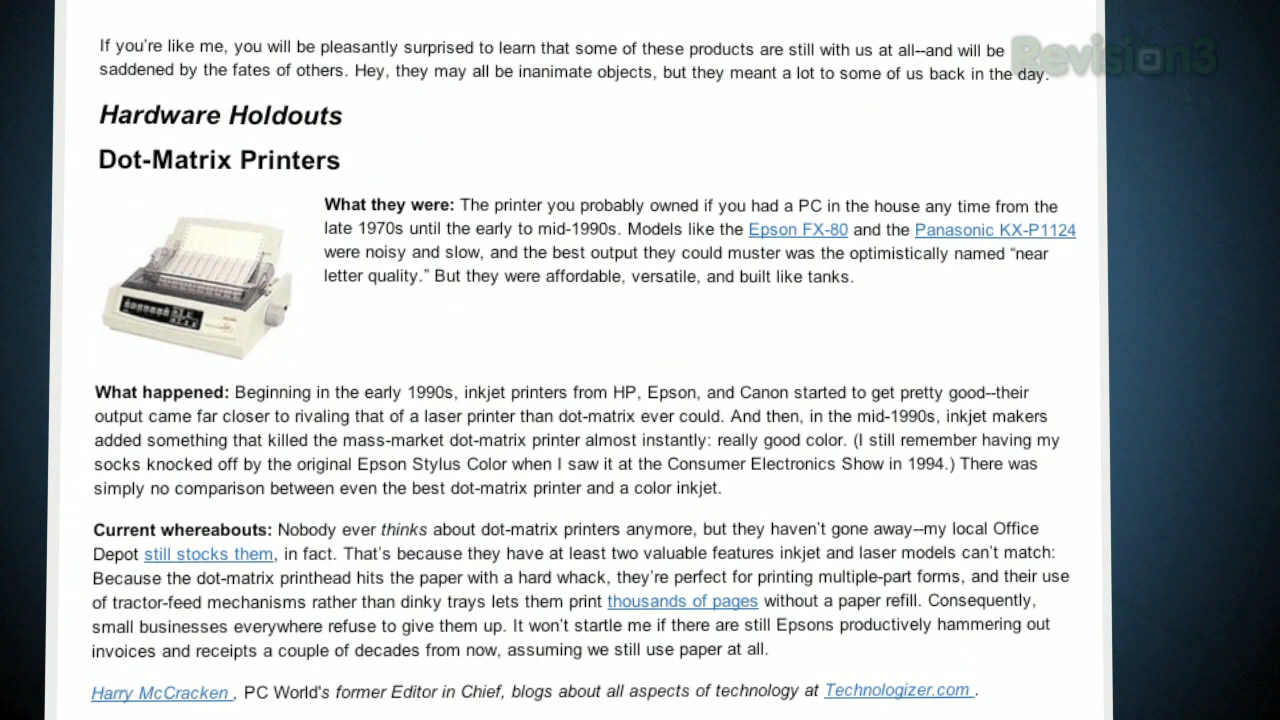 If you're like me, you will be pleasantly surprised to learn that some of these products are still with us at all--and will be
saddened by the fates of others. Hey, they may all be inanimate objects, but they meant a lot to some of us back in the day.
Revision3
Hardware Holdouts
Dot-Matrix Printers
What they were: The printer you probably owned if you had a PC in the house any time from the
late 1970s until the early to mid-1990s. Models like the Epson FX-80 and the Panasonic KX-P1124
were noisy and slow, and the best output they could muster was the optimistically named “near
letter quality.” But they were affordable, versatile, and built like tanks.
What happened: Beginning in the early 1990s, inkjet printers from HP, Epson, and Canon started to get pretty good--their
output came far closer to rivaling that of a laser printer than dot-matrix ever could. And then, in the mid-1990s, inkjet makers
added something that killed the mass-market dot-matrix printer almost instantly: really good color. (I still remember having my
socks knocked off by the original Epson Stylus Color when I saw it at the Consumer Electronics Show in 1994.) There was
simply no comparison between even the best dot-matrix printer and a color inkjet.
Current whereabouts: Nobody ever thinks about dot-matrix printers anymore, but they haven't gone away--my local Office
Depot still stocks them, in fact. That's because they have at least two valuable features inkjet and laser models can't match:
Because the dot-matrix printhead hits the paper with a hard whack, they're perfect for printing multiple-part forms, and their use
of tractor-feed mechanisms rather than dinky trays lets them print thousands of pages without a paper refill. Consequently,
small businesses everywhere refuse to give them up. It won't startle me if there are still Epsons productively hammering out
invoices and receipts a couple of decades from now, assuming we still use paper at all.
Harry McCracken , PC World's former Editor in Chief, blogs about all aspects of technology at Technologizer.com .